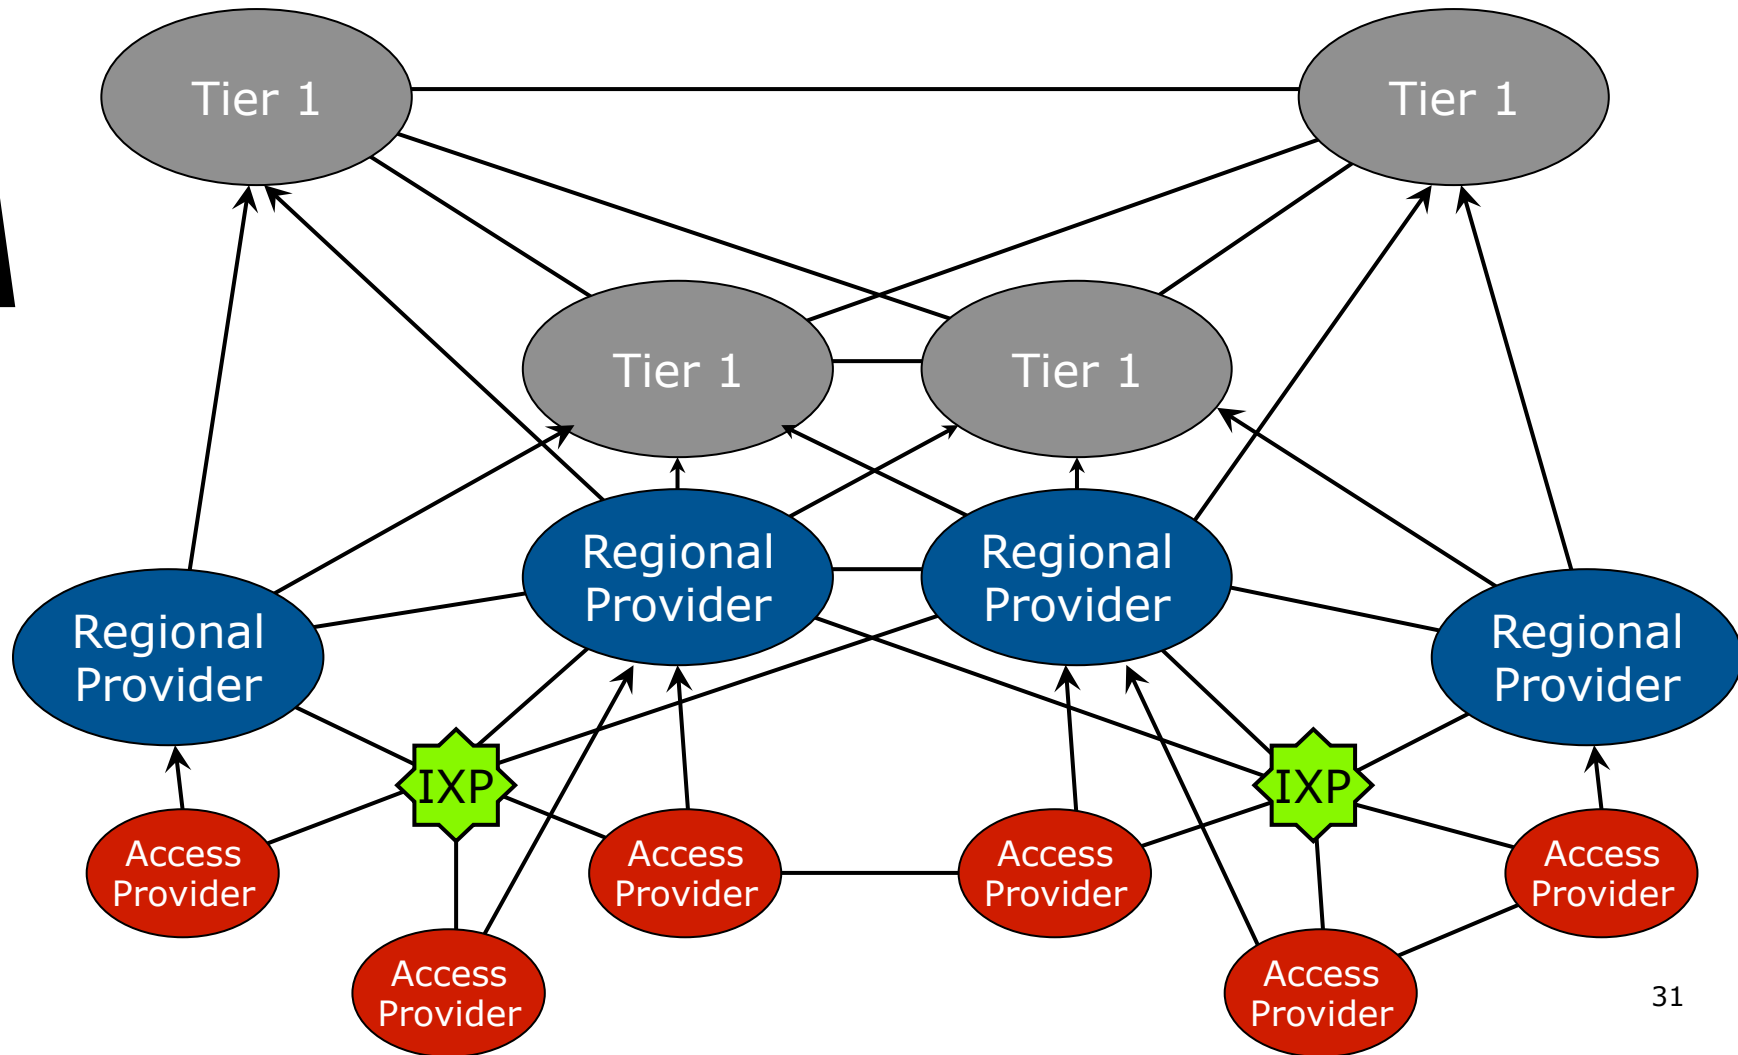 Tier 1
Tier 1
Tier 1
Tier 1
Regional
Provider
Regional
Provider
Regional
Provider
Regional
Provider
IXP
IXP
Access
Provider
Access
Provider
Access
Provider
Access
Provider
Access
Provider
Access
Provider
31